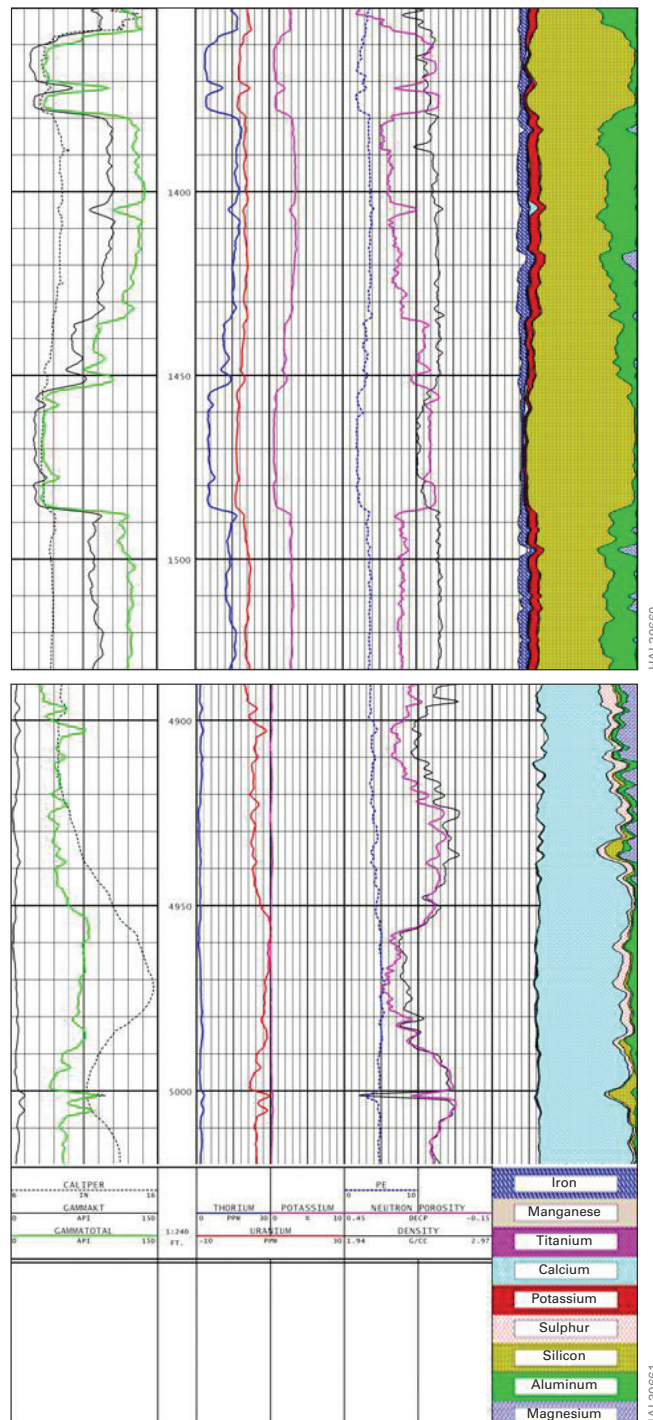 1400
1450
1500
HAL39660
4900
4950
5000
CALIPER
6 IN 16
GAMMAKT
0 API 150
GAMMATOTAL
0 API 150
1:240
FT.
THORIUM
0 PPM 30
POTASSIUM
0 % 10
URANIUM
-10 PPM 30
PE
0 10
NEUTRON POROSITY
0.45 DECP -0.15
DENSITY
1.94 G/CC 2.97
Iron
Manganese
Titanium
Calcium
Potassium
Sulphur
Silicon
Aluminum
Magnesium
HAL39661